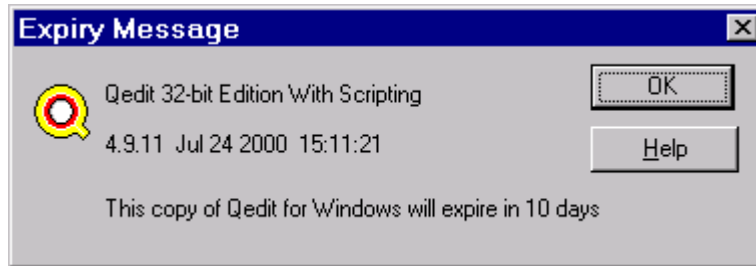 Expiry Message
Qedit 32-bit Edition With Scripting
OK
4.9.11 Jul 24 2000 15:11:21
Help
This copy of Qedit for Windows will expire in 10 days